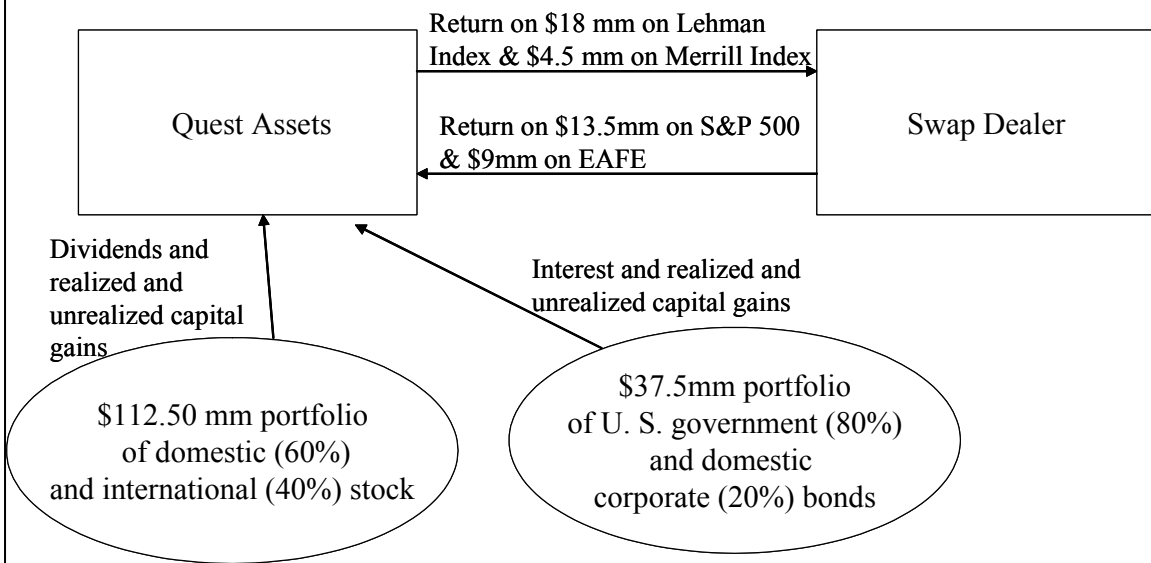 Return on $18 mm on Lehman
Index & $4.5 mm on Merrill Index
Quest Assets
Return on $13.5mm on S&P 500
& $9mm on EAFE
Swap Dealer
Dividends and
realized and
unrealized capital
gains
Interest and realized and
unrealized capital gains
$112.50 mm portfolio
of domestic (60%)
and international (40%) stock
$37.5mm portfolio
of U. S. government (80%)
and domestic
corporate (20%) bonds